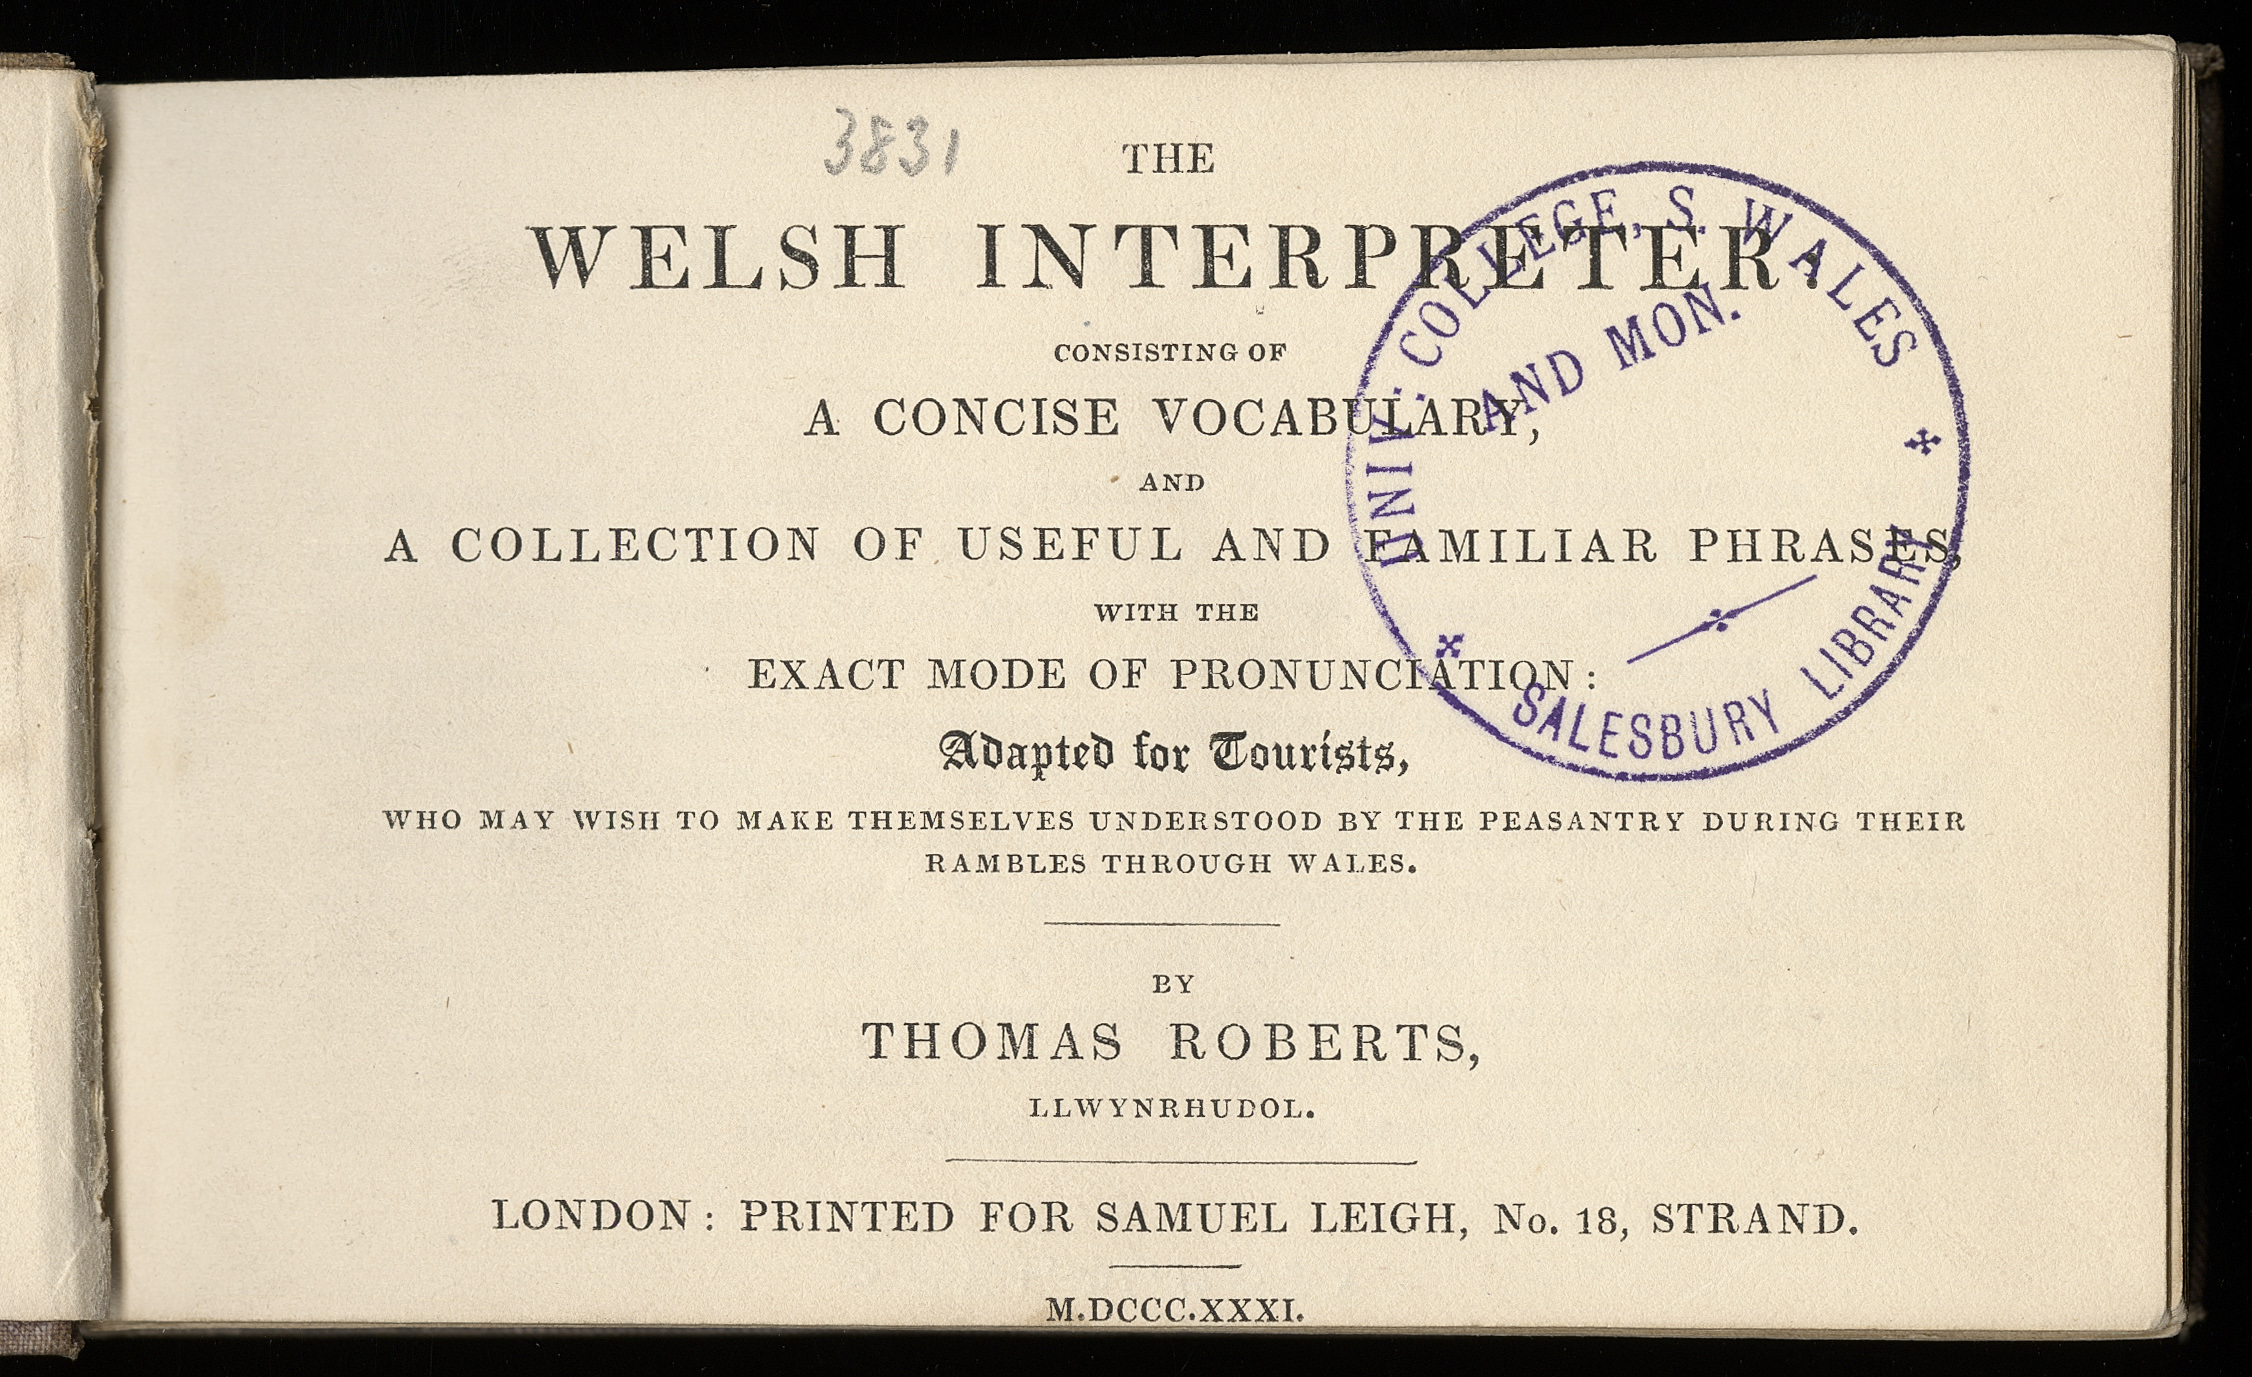 3831
THE
WELSH INTERPRETER:
CONSISTING OF
A CONCISE VOCABULARY,
AND
A COLLECTION OF USEFUL AND FAMILIAR PHRASES,
WITH THE
EXACT MODE OF PRONUNCIATION:
Adapted for Tourists,
WHO MAY WISH TO MAKE THEMSELVES UNDERSTOOD BY THE PEASANTRY DURING THEIR
RAMBLES THROUGH WALES.
BY
THOMAS ROBERTS,
LLWYNRHUDOL.
LONDON: PRINTED FOR SAMUEL LEIGH, No. 18, STRAND.
M.DCCC.XXXI.
UNIV: COLLEGE, S. WALES
AND MON.
SALESBURY LIBRARY